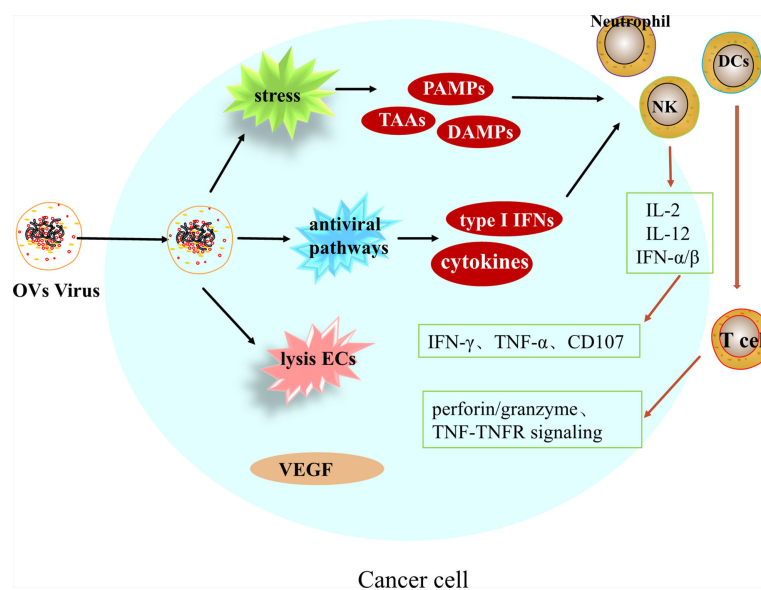 Neutrophil
DCs
NK
stress
PAMPs
TAAs
DAMPs
IL-2
IL-12
IFN-α/β
antiviral
pathways
type I IFNs
cytokines
OVs Virus
IFN-γ、TNF-α、CD107
T cel
lysis ECs
perforin/granzyme、
TNF-TNFR signaling
VEGF
Cancer cell